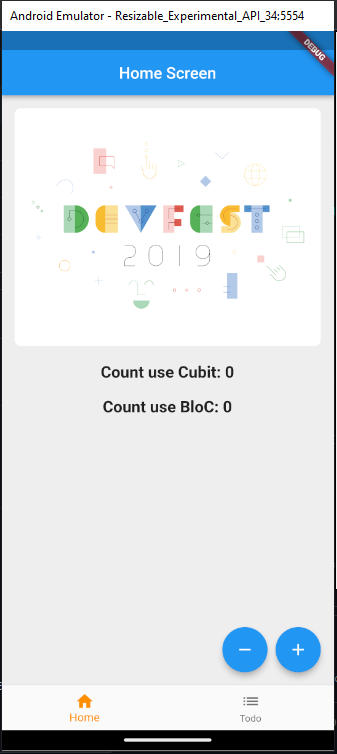 Android Emulator - Resizable_Experimental_API_34:5554
DEBUG
Home Screen
DEVFEST
2019
Count use Cubit: 0
Count use BloC: 0
Home
Todo